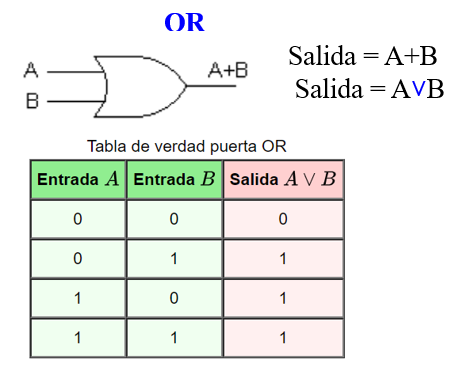 OR
A
B
A+B
Salida = A+B
Salida = A∨B
Tabla de verdad puerta OR
Entrada A Entrada B Salida A ∨ B
0 0 0
0 1 1
1 0 1
1 1 1